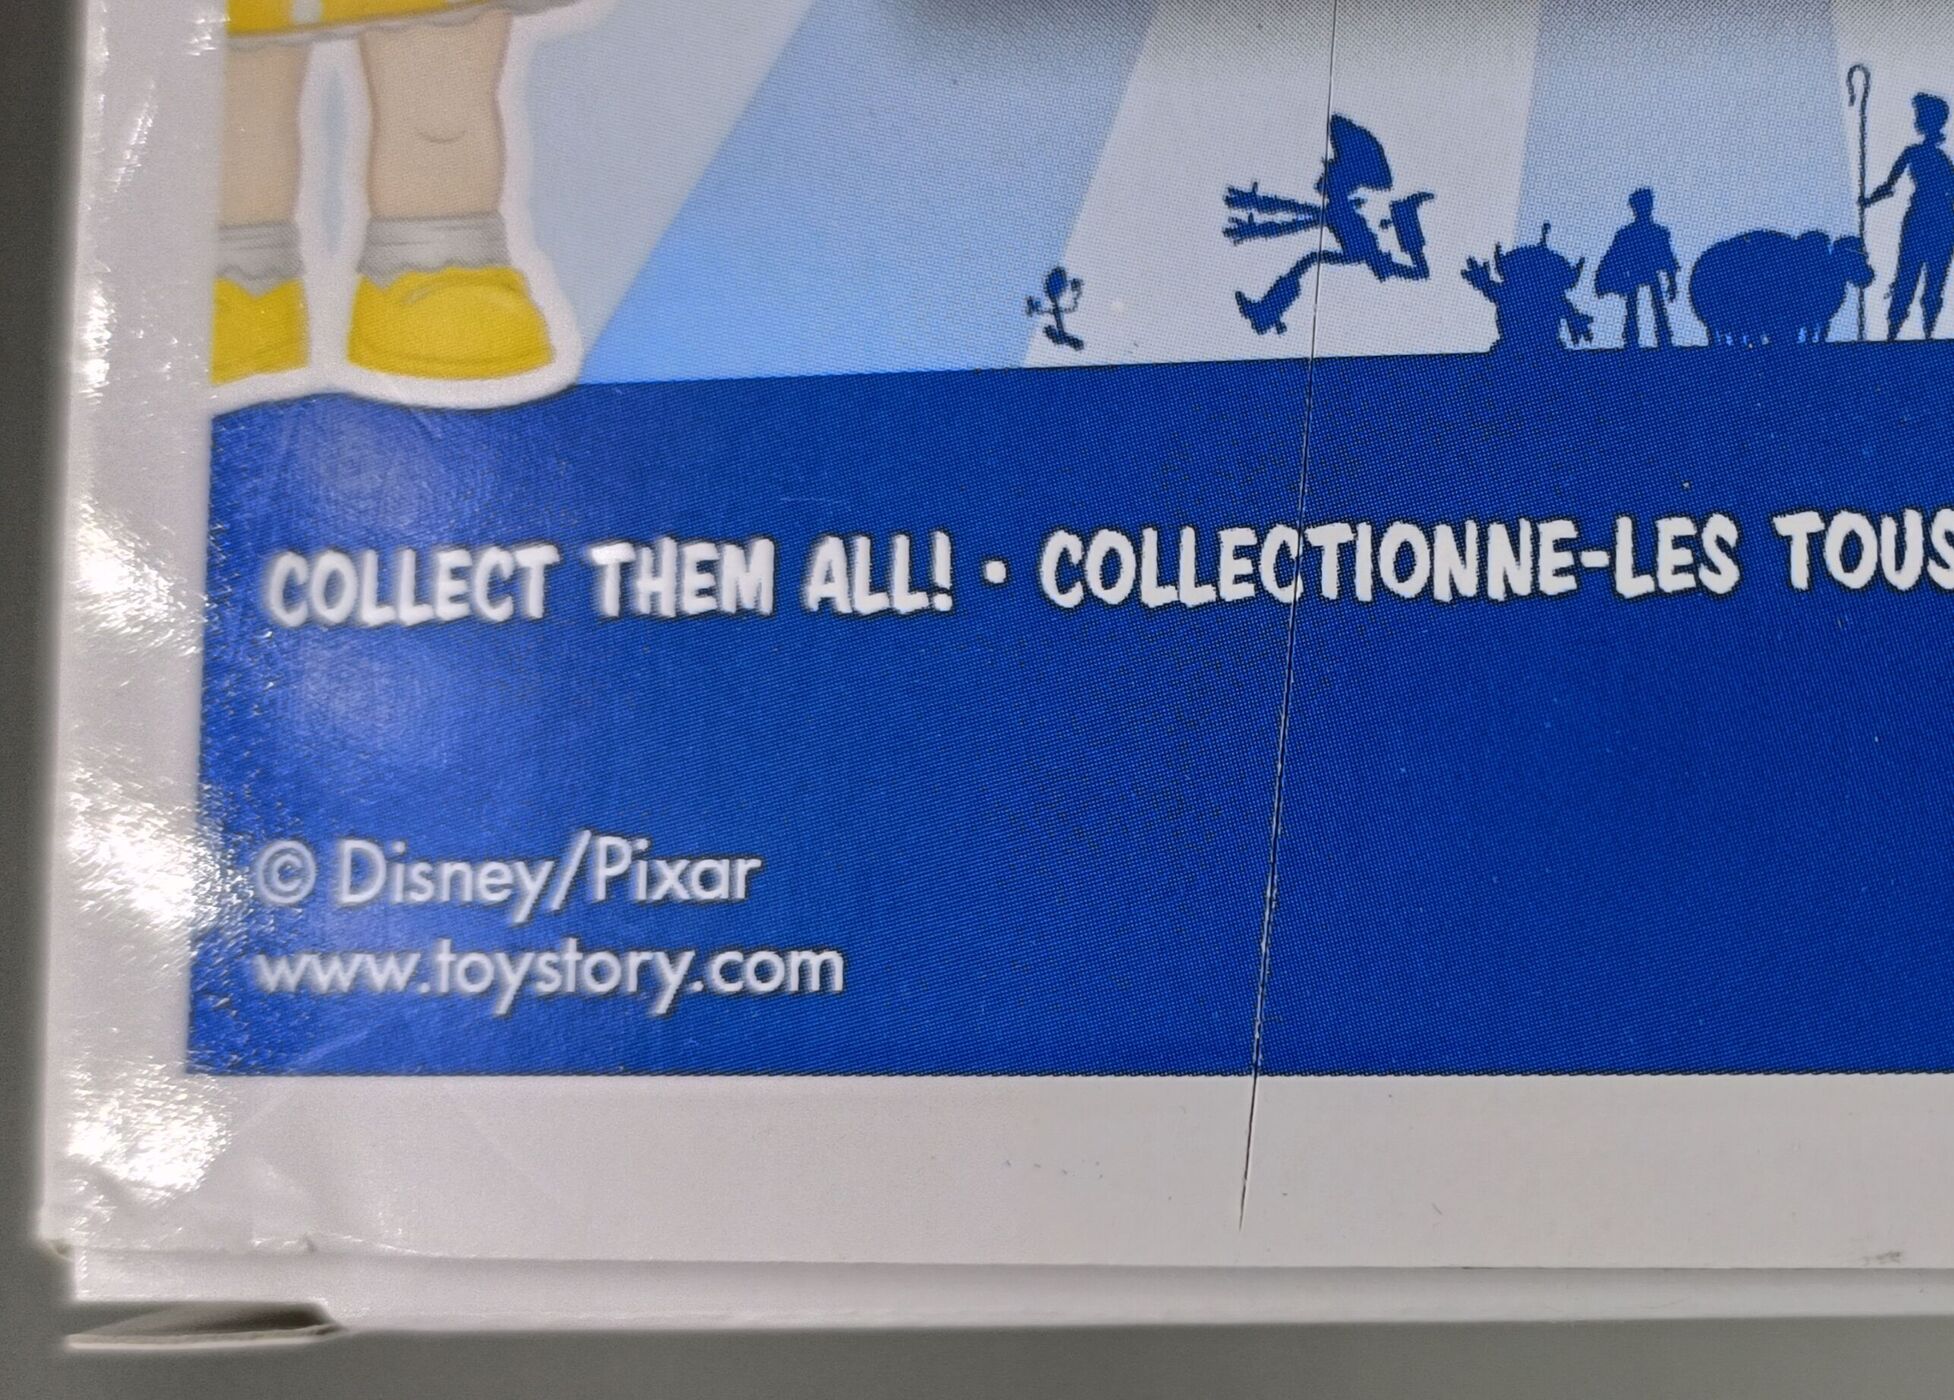 COLLECT THEM ALL! • COLLECTIONNE-LES TOUS
© Disney/Pixar
www.toystory.com